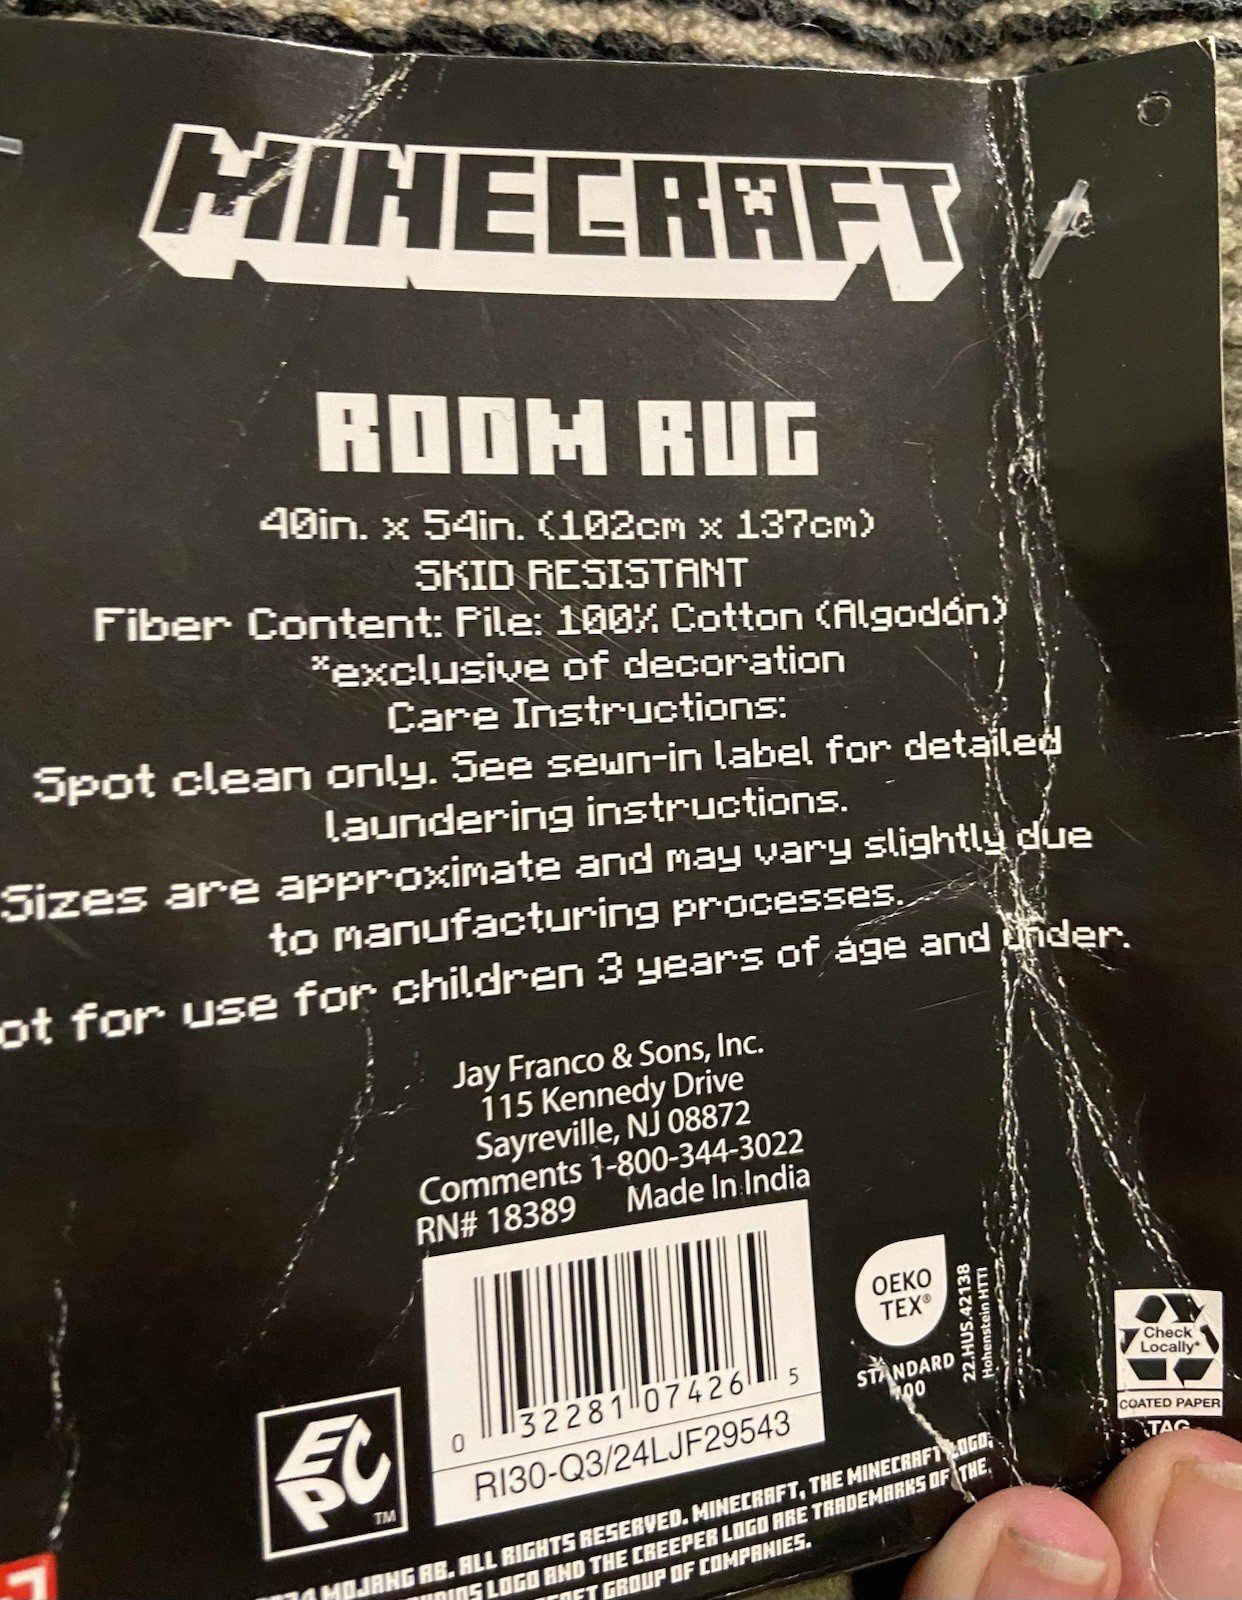 MINECRAFT
ROOM RUG
40in. x 54in. (102cm x 137cm)
SKID RESISTANT
Fiber Content: Pile: 100% Cotton (Algodón)
*exclusive of decoration
Care Instructions:
Spot clean only. See sewn-in label for detailed
laundering instructions.
Sizes are approximate and may vary slightly due
to manufacturing processes.
ot for use for children 3 years of age and under.
Jay Franco & Sons, Inc.
115 Kennedy Drive
Sayreville, NJ 08872
Comments 1-800-344-3022
RN# 18389 Made In India
0 32281 07426 5
RI30-Q3/24LJF29543
EPC TM
OEKO
TEX®
STANDARD
100
22.HUS.42138
Hohenstein HTTI
Check
Locally*
COATED PAPER
TAG
MOJANG AB. ALL RIGHTS RESERVED. MINECRAFT, THE MINECRAFT LOGO,
LOGO AND THE CREEPER LOGO ARE TRADEMARKS OF THE
GROUP OF COMPANIES.